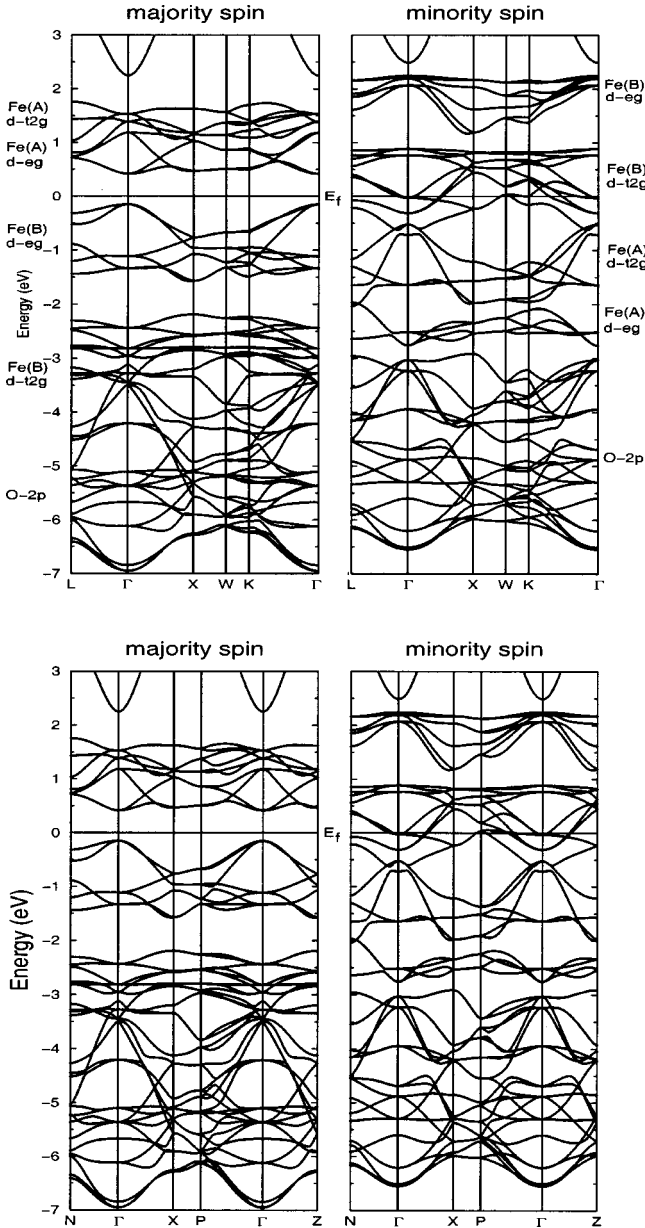 majority spin
minority spin
3
2
1
0
-1
-2
-3
-4
-5
-6
-7
Energy (eV)
Fe(A)
d-t2g
Fe(A)
d-eg
Fe(B)
d-eg
Fe(B)
d-t2g
O-2p
E_f
Fe(B)
d-eg
Fe(B)
d-t2g
Fe(A)
d-t2g
Fe(A)
d-eg
O-2p
L Γ X W K Γ
L Γ X W K Γ
majority spin
minority spin
3
2
1
0
-1
-2
-3
-4
-5
-6
-7
Energy (eV)
E_f
N Γ X P Γ Z
N Γ X P Γ Z